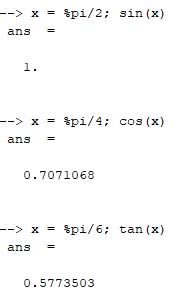 --> x = %pi/2; sin(x)
ans =
1.
--> x = %pi/4; cos(x)
ans =
0.7071068
--> x = %pi/6; tan(x)
ans =
0.5773503